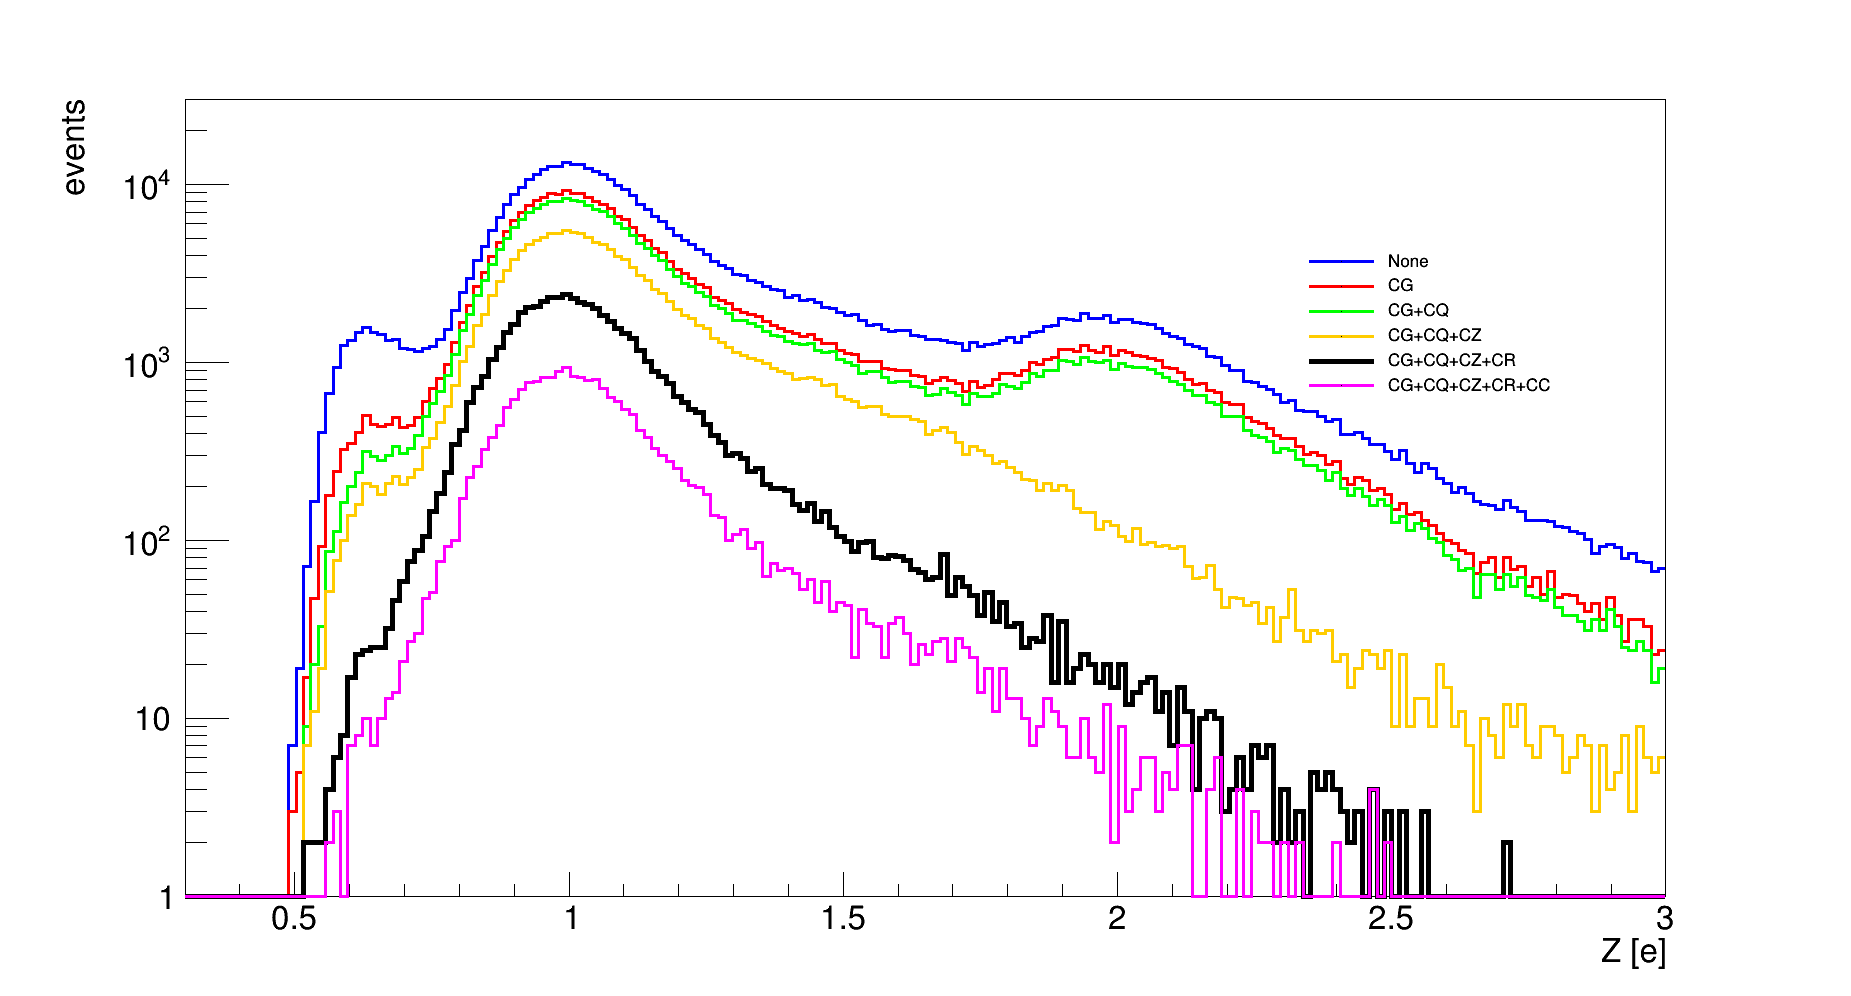 events
10^4
10^3
10^2
10
1
None
CG
CG+CQ
CG+CQ+CZ
CG+CQ+CZ+CR
CG+CQ+CZ+CR+CC
0.5 1 1.5 2 2.5 3
Z [e]